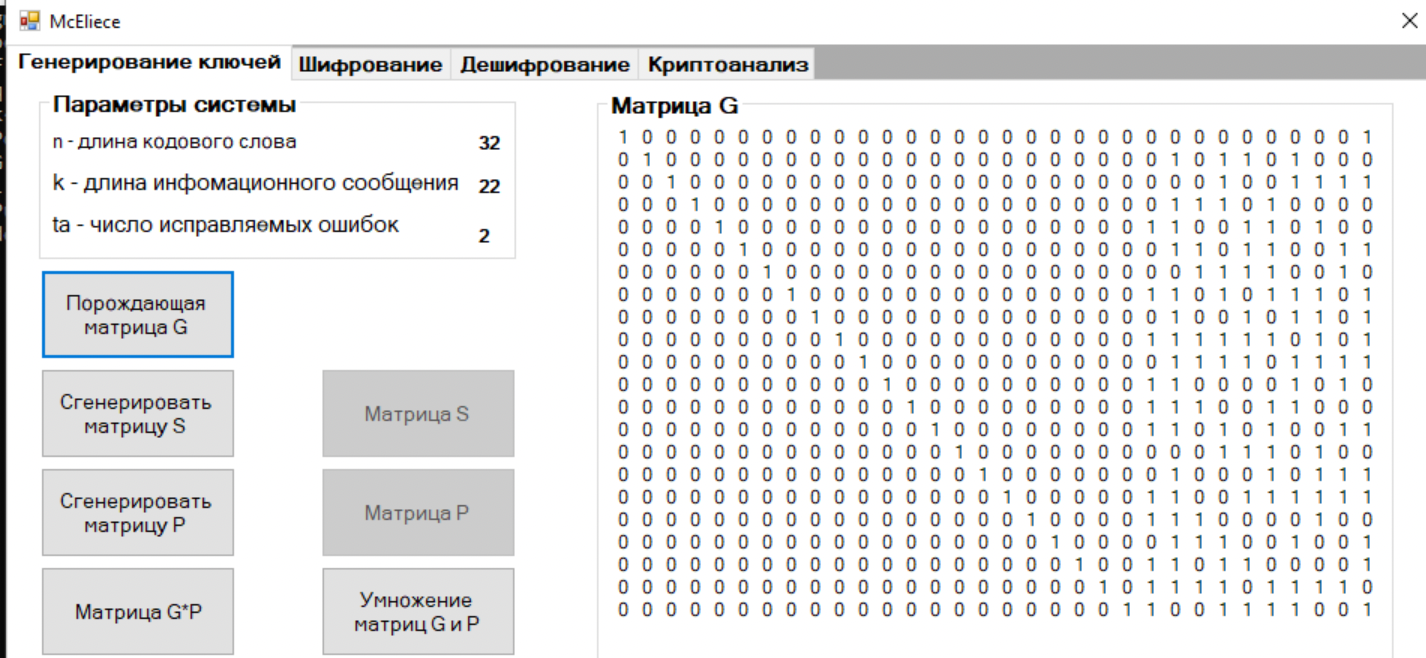 McEliece
Генерирование ключей Шифрование Дешифрование Криптоанализ
Параметры системы
n - длина кодового слова 32
k - длина инфомационного сообщения 22
ta - число исправляемых ошибок 2
Порождающая
матрица G
Сгенерировать
матрицу S
Матрица S
Сгенерировать
матрицу P
Матрица P
Матрица G*P
Умножение
матриц G и P
Матрица G
1 0 0 0 0 0 0 0 0 0 0 0 0 0 0 0 0 0 0 0 0 0 0 0 0 0 0 0 0 0 0 1
0 1 0 0 0 0 0 0 0 0 0 0 0 0 0 0 0 0 0 0 0 0 0 1 0 1 1 0 1 0 0 0
0 0 1 0 0 0 0 0 0 0 0 0 0 0 0 0 0 0 0 0 0 0 0 0 0 1 0 0 1 1 1 1
0 0 0 1 0 0 0 0 0 0 0 0 0 0 0 0 0 0 0 0 0 0 0 1 1 1 0 1 0 0 0 0
0 0 0 0 1 0 0 0 0 0 0 0 0 0 0 0 0 0 0 0 0 0 1 1 0 0 1 1 0 1 0 0
0 0 0 0 0 1 0 0 0 0 0 0 0 0 0 0 0 0 0 0 0 0 0 1 1 0 1 1 0 0 1 1
0 0 0 0 0 0 1 0 0 0 0 0 0 0 0 0 0 0 0 0 0 0 0 0 1 1 1 1 0 0 1 0
0 0 0 0 0 0 0 1 0 0 0 0 0 0 0 0 0 0 0 0 0 0 1 1 0 1 0 1 1 1 0 1
0 0 0 0 0 0 0 0 1 0 0 0 0 0 0 0 0 0 0 0 0 0 0 1 0 0 1 0 1 1 0 1
0 0 0 0 0 0 0 0 0 1 0 0 0 0 0 0 0 0 0 0 0 0 1 1 1 1 1 1 0 1 0 1
0 0 0 0 0 0 0 0 0 0 1 0 0 0 0 0 0 0 0 0 0 0 0 1 1 1 1 0 1 1 1 1
0 0 0 0 0 0 0 0 0 0 0 1 0 0 0 0 0 0 0 0 0 0 1 1 0 0 0 0 1 0 1 0
0 0 0 0 0 0 0 0 0 0 0 0 1 0 0 0 0 0 0 0 0 0 1 1 1 0 0 1 1 0 0 0
0 0 0 0 0 0 0 0 0 0 0 0 0 1 0 0 0 0 0 0 0 0 1 1 0 1 0 1 0 0 1 1
0 0 0 0 0 0 0 0 0 0 0 0 0 0 1 0 0 0 0 0 0 0 0 0 0 1 1 1 0 1 0 0
0 0 0 0 0 0 0 0 0 0 0 0 0 0 0 1 0 0 0 0 0 0 0 1 0 0 0 1 0 1 1 1
0 0 0 0 0 0 0 0 0 0 0 0 0 0 0 0 1 0 0 0 0 0 1 1 0 0 1 1 1 1 1 1
0 0 0 0 0 0 0 0 0 0 0 0 0 0 0 0 0 1 0 0 0 0 1 1 1 0 0 0 0 1 0 0
0 0 0 0 0 0 0 0 0 0 0 0 0 0 0 0 0 0 1 0 0 0 0 1 1 1 0 0 1 0 0 1
0 0 0 0 0 0 0 0 0 0 0 0 0 0 0 0 0 0 0 1 0 0 1 1 0 1 1 0 0 0 0 1
0 0 0 0 0 0 0 0 0 0 0 0 0 0 0 0 0 0 0 0 1 0 1 1 1 1 0 1 1 1 1 0
0 0 0 0 0 0 0 0 0 0 0 0 0 0 0 0 0 0 0 0 0 1 1 0 0 1 1 1 1 0 0 1